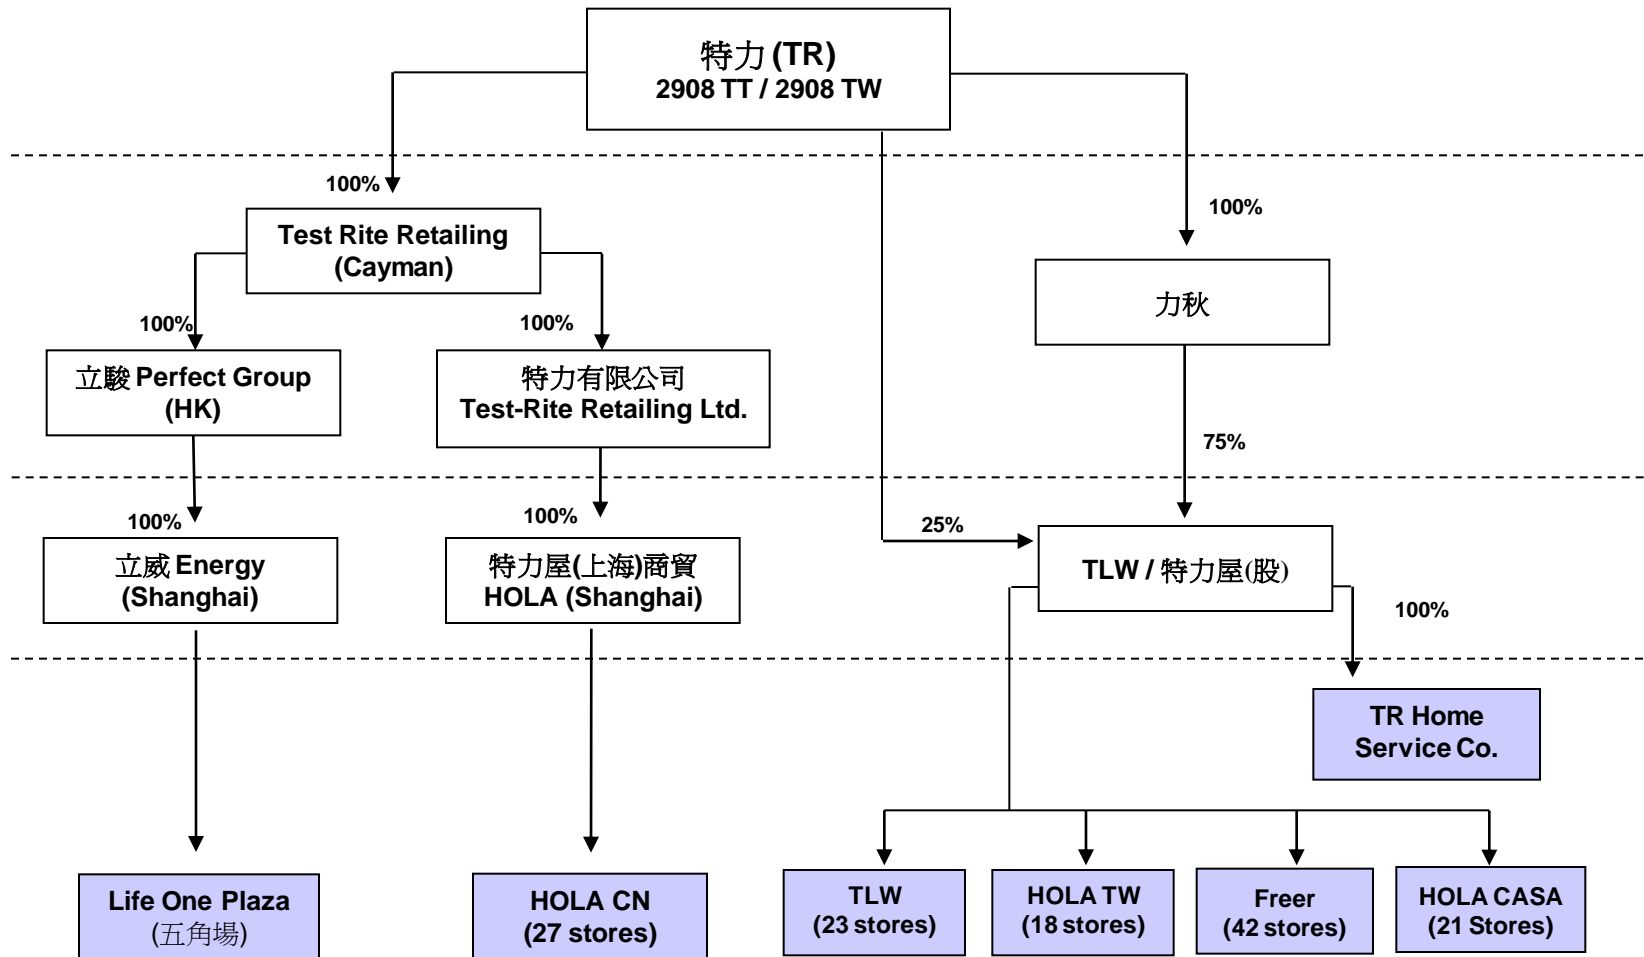 特力 (TR)
2908 TT / 2908 TW
100%
100%
Test Rite Retailing
(Cayman)
力秋
100%
100%
立駿 Perfect Group
(HK)
特力有限公司
Test-Rite Retailing Ltd.
75%
100%
100%
25%
立威 Energy
(Shanghai)
特力屋(上海)商貿
HOLA (Shanghai)
TLW / 特力屋(股)
100%
TR Home
Service Co.
Life One Plaza
(五角場)
HOLA CN
(27 stores)
TLW
(23 stores)
HOLA TW
(18 stores)
Freer
(42 stores)
HOLA CASA
(21 Stores)